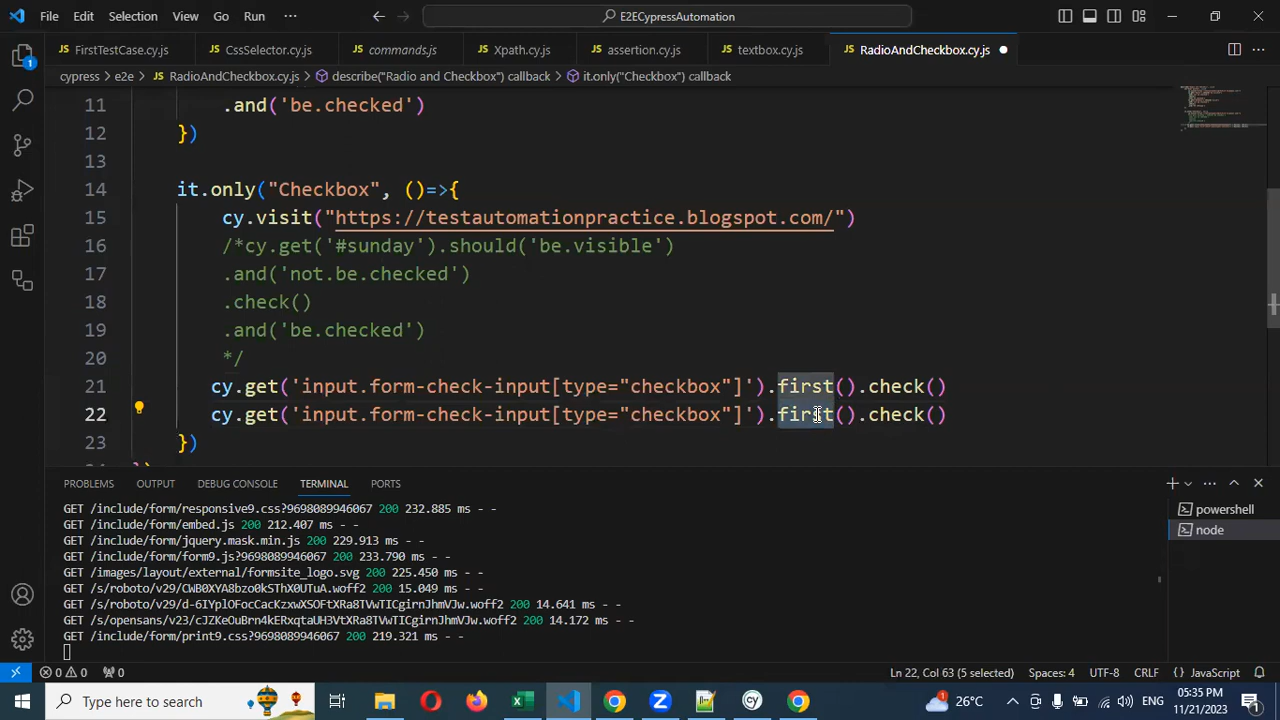 File Edit Selection View Go Run ··· E2ECypressAutomation
FirstTestCase.cy.js CssSelector.cy.js commands.js Xpath.cy.js assertion.cy.js textbox.cy.js RadioAndCheckbox.cy.js
cypress > e2e > RadioAndCheckbox.cy.js > describe("Radio and Checkbox") callback > it.only("Checkbox") callback
11 .and('be.checked')
12 })
13
14 it.only("Checkbox", ()=>{
15 cy.visit("https://testautomationpractice.blogspot.com/")
16 /*cy.get('#sunday').should('be.visible')
17 .and('not.be.checked')
18 .check()
19 .and('be.checked')
20 */
21 cy.get('input.form-check-input[type="checkbox"]').first().check()
22 cy.get('input.form-check-input[type="checkbox"]').first().check()
23 })
PROBLEMS OUTPUT DEBUG CONSOLE TERMINAL PORTS
GET /include/form/responsive9.css?9698089946067 200 232.885 ms - -
GET /include/form/embed.js 200 212.407 ms - -
GET /include/form/jquery.mask.min.js 200 229.913 ms - -
GET /include/form/form9.js?9698089946067 200 233.790 ms - -
GET /images/layout/external/formsite_logo.svg 200 225.450 ms - -
GET /s/roboto/v29/CWB0XYA8bzo0kSThX0UTuA.woff2 200 15.049 ms - -
GET /s/roboto/v29/d-6IYplOFocCacKzxwXSOftXRa8TVwTICgirnJhmVJw.woff2 200 14.641 ms - -
GET /s/opensans/v23/cJZKeOuBrn4kERxqtaUH3VtXRa8TVwTICgirnJhmVJw.woff2 200 14.172 ms - -
GET /include/form/print9.css?9698089946067 200 219.321 ms - -
powershell
node
0 0 0 Ln 22, Col 63 (5 selected) Spaces: 4 UTF-8 CRLF {} JavaScript
Type here to search 26°C ENG 05:35 PM 11/21/2023